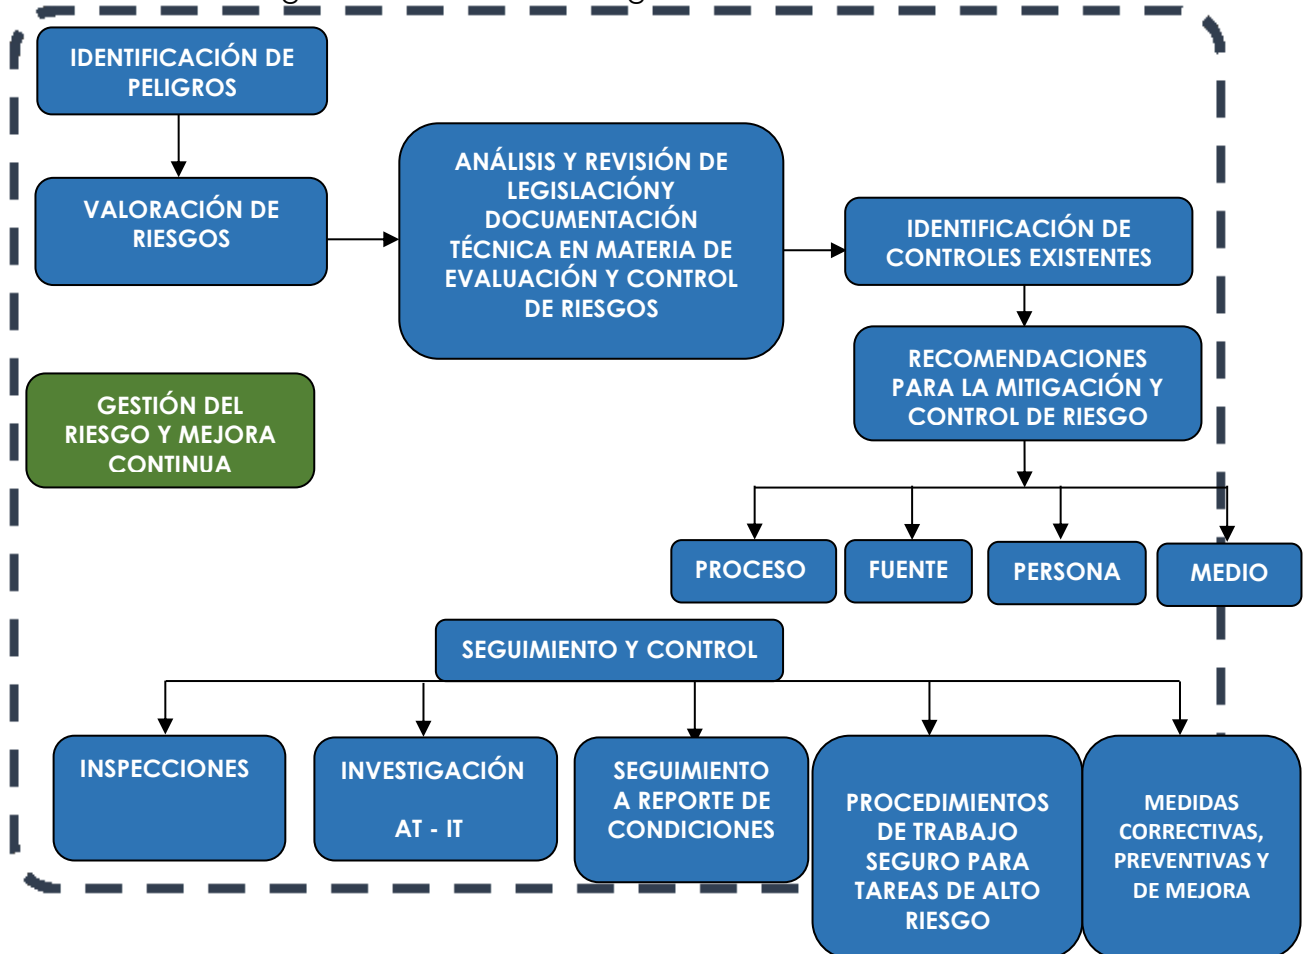 IDENTIFICACIÓN DE
PELIGROS
VALORACIÓN DE
RIESGOS
ANÁLISIS Y REVISIÓN DE
LEGISLACIÓNY
DOCUMENTACIÓN
TÉCNICA EN MATERIA DE
EVALUACIÓN Y CONTROL
DE RIESGOS
IDENTIFICACIÓN DE
CONTROLES EXISTENTES
RECOMENDACIONES
PARA LA MITIGACIÓN Y
CONTROL DE RIESGO
GESTIÓN DEL
RIESGO Y MEJORA
CONTINUA
PROCESO
FUENTE
PERSONA
MEDIO
SEGUIMIENTO Y CONTROL
INSPECCIONES
INVESTIGACIÓN
AT - IT
SEGUIMIENTO
A REPORTE DE
CONDICIONES
PROCEDIMIENTOS
DE TRABAJO
SEGURO PARA
TAREAS DE ALTO
RIESGO
MEDIDAS
CORRECTIVAS,
PREVENTIVAS Y
DE MEJORA